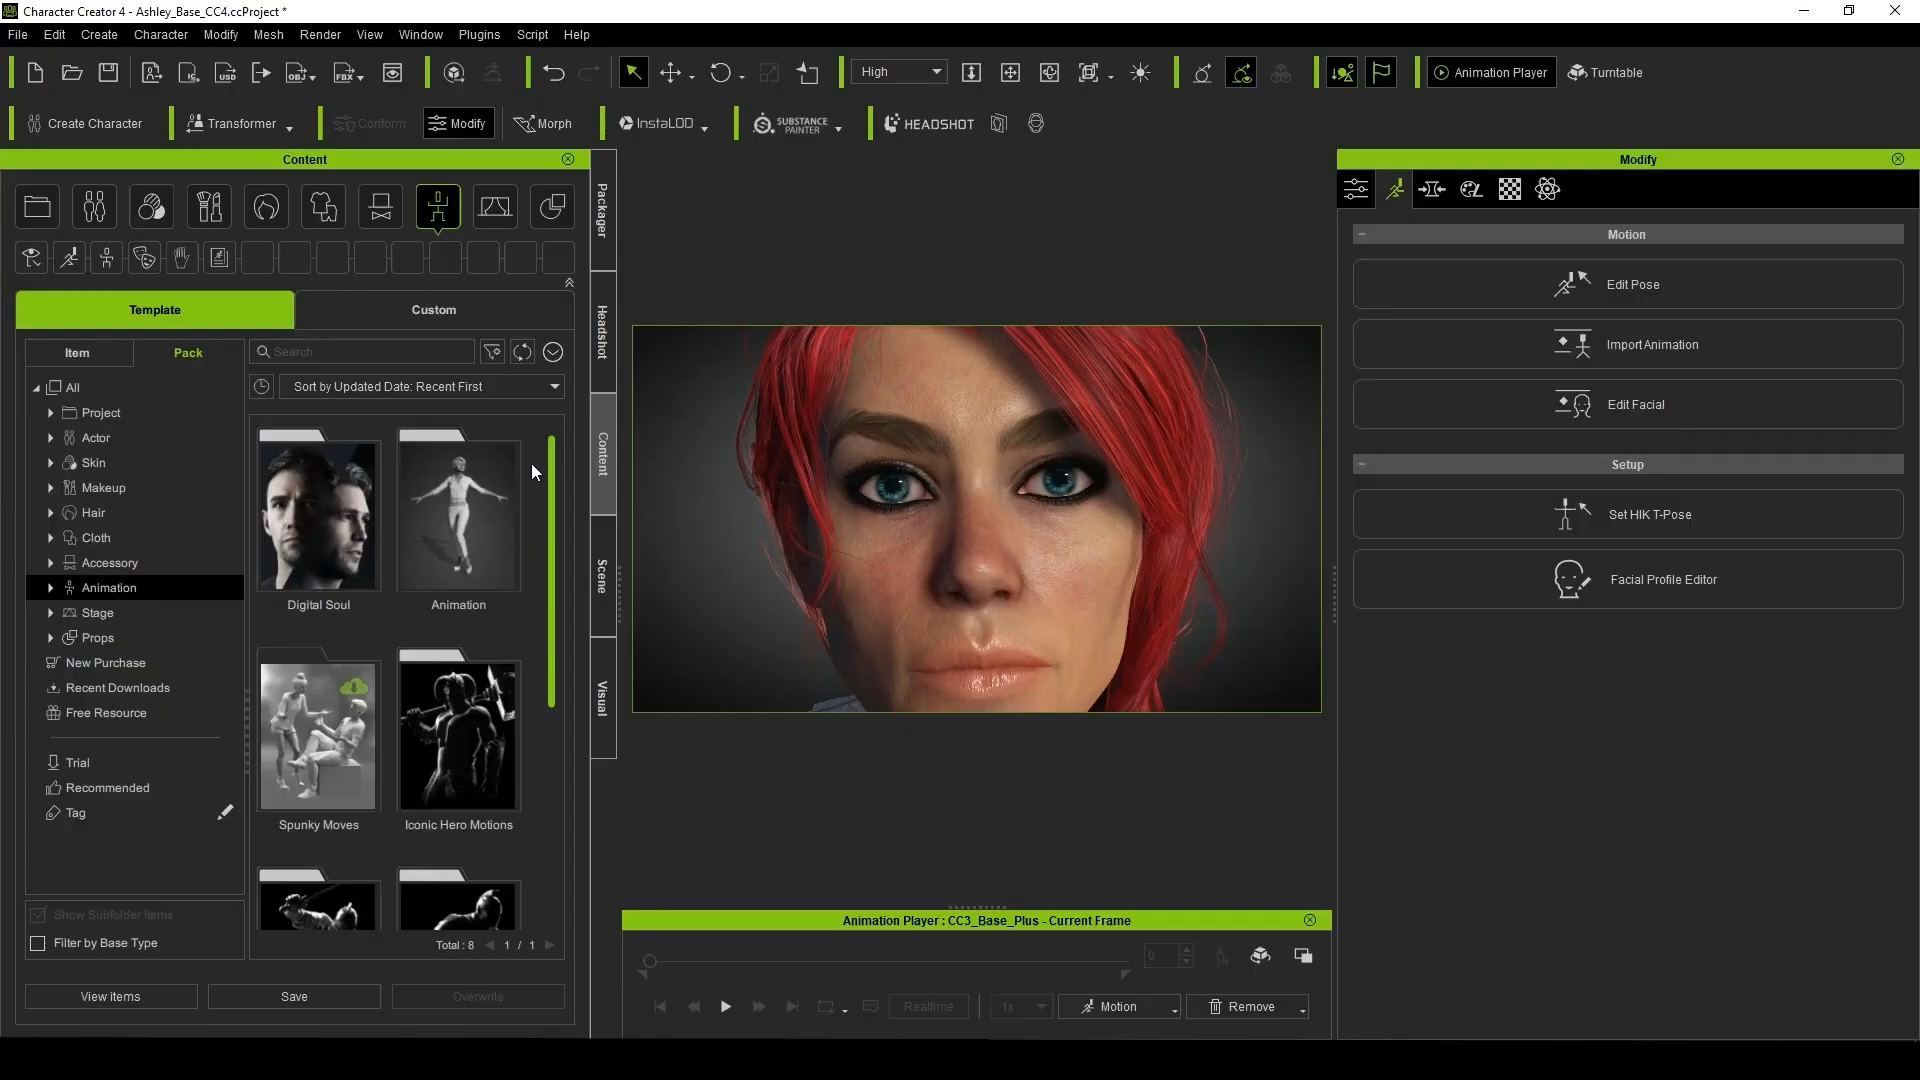 Character Creator 4 - Ashley_Base_CC4.ccProject *
File Edit Create Character Modify Mesh Render View Window Plugins Script Help
USD OBJ FBX High Animation Player Turntable
Create Character Transformer Conform Modify Morph InstaLOD SUBSTANCE PAINTER HEADSHOT
Content
Template Custom
Item Pack Search
Sort by Updated Date: Recent First
All
Project
Actor
Skin
Makeup
Hair
Cloth
Accessory
Animation
Stage
Props
New Purchase
Recent Downloads
Free Resource
Trial
Recommended
Tag
Show Subfolder Items
Filter by Base Type
Digital Soul Animation
Spunky Moves Iconic Hero Motions
Total : 8 1 / 1
View items Save Overwrite
Packager
Headshot
Content
Scene
Visual
Animation Player : CC3_Base_Plus - Current Frame
0
Realtime 1x Motion Remove
Modify
Motion
Edit Pose
Import Animation
Edit Facial
Setup
Set HIK T-Pose
Facial Profile Editor